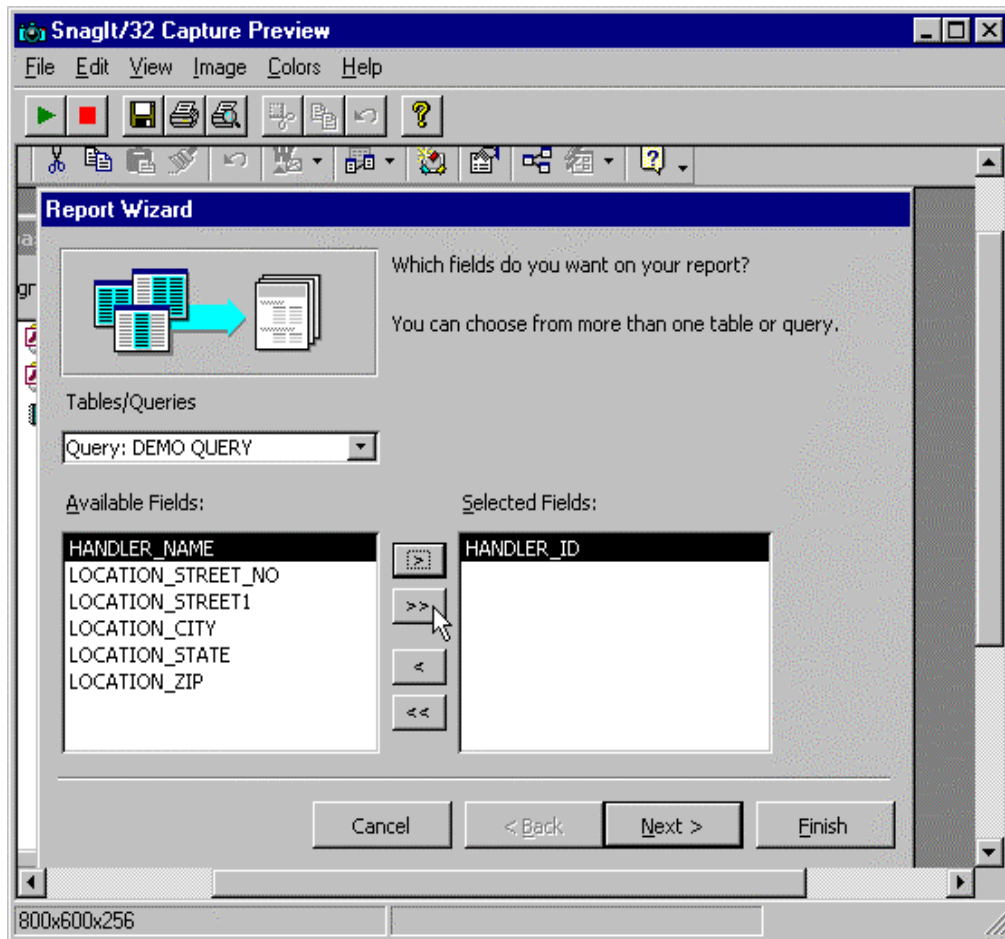 SnagIt/32 Capture Preview
File Edit View Image Colors Help
Report Wizard
Which fields do you want on your report?
You can choose from more than one table or query.
Tables/Queries
Query: DEMO QUERY
Available Fields:
Selected Fields:
HANDLER_NAME
LOCATION_STREET_NO
LOCATION_STREET1
LOCATION_CITY
LOCATION_STATE
LOCATION_ZIP
HANDLER_ID
>
>>
<
<<
Cancel
< Back
Next >
Finish
800x600x256